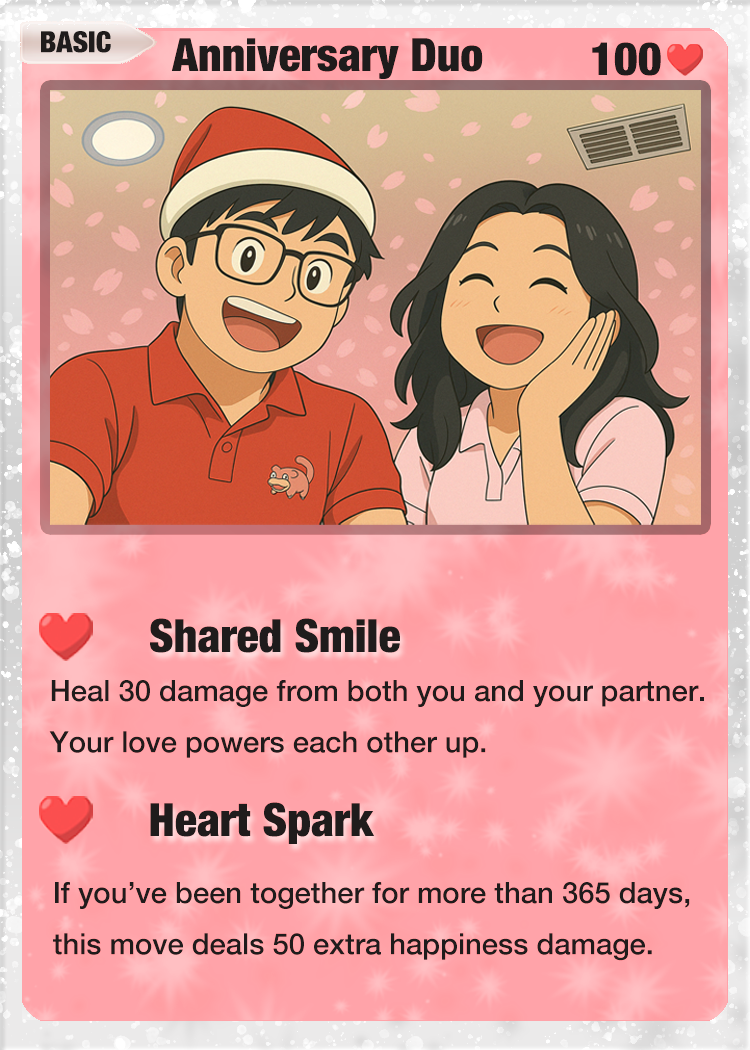 BASIC
Anniversary Duo
100❤️
Shared Smile
Heal 30 damage from both you and your partner.
Your love powers each other up.
Heart Spark
If you’ve been together for more than 365 days,
this move deals 50 extra happiness damage.